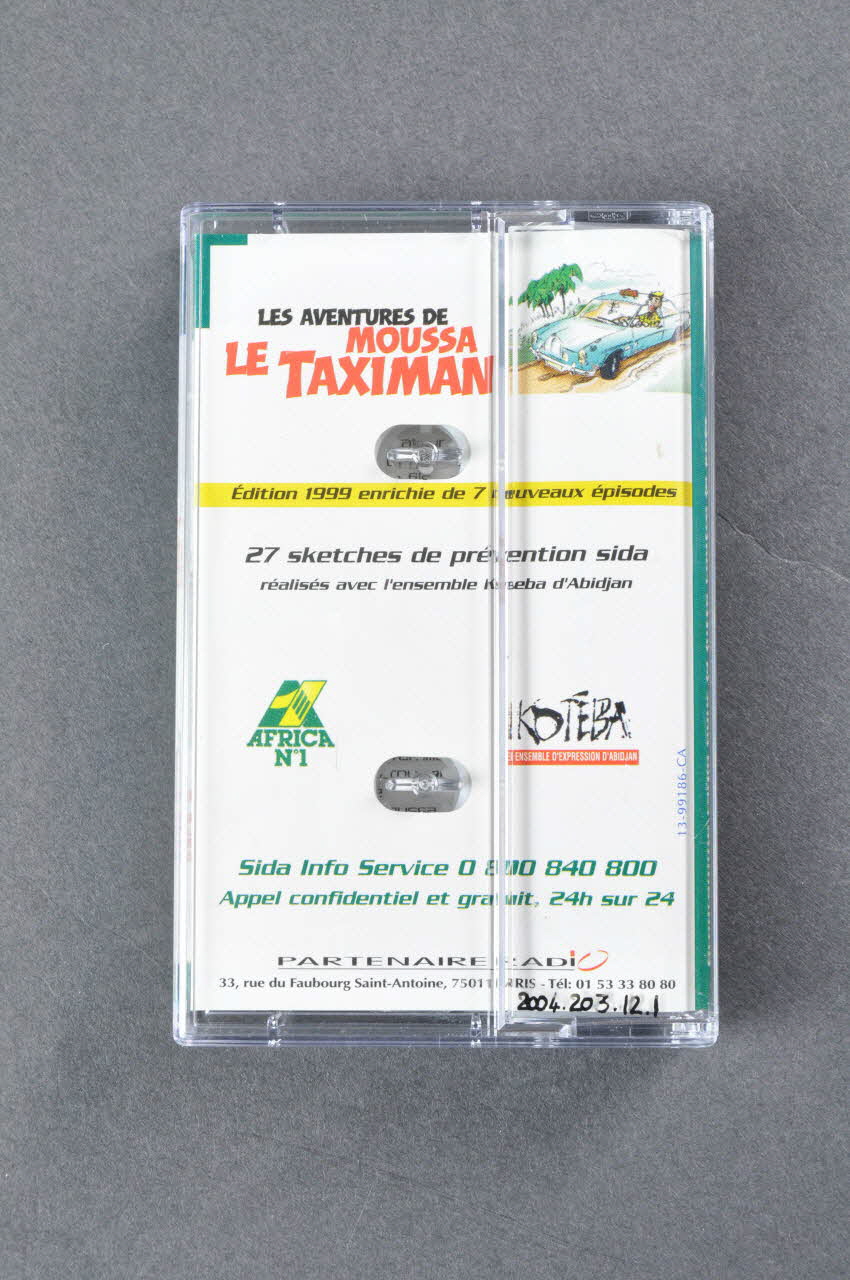 LES AVENTURES DE
MOUSSA
LE TAXIMAN
Édition 1999 enrichie de 7 nouveaux épisodes
27 sketches de prévention sida
réalisés avec l'ensemble Koteba d'Abidjan
AFRICA
N°1
KOTÉBA
ENSEMBLE D'EXPRESSION D'ABIDJAN
13-99186-CA
Sida Info Service 0 800 840 800
Appel confidentiel et gratuit, 24h sur 24
PARTENAIRE RADiO
33, rue du Faubourg Saint-Antoine, 75011 PARIS - Tél: 01 53 33 80 80
2004.203.12.1